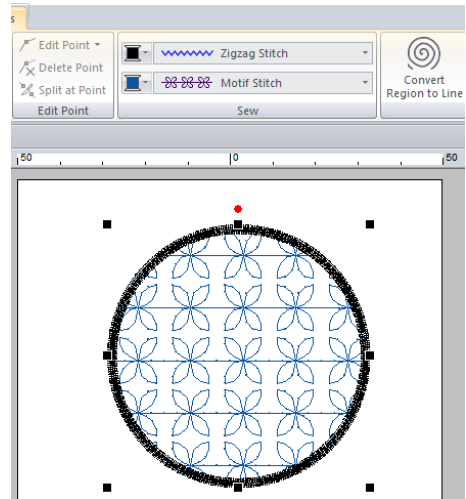 s
Edit Point
Delete Point
Split at Point
Edit Point
Zigzag Stitch
Motif Stitch
Sew
Convert
Region to Line
50 0 50